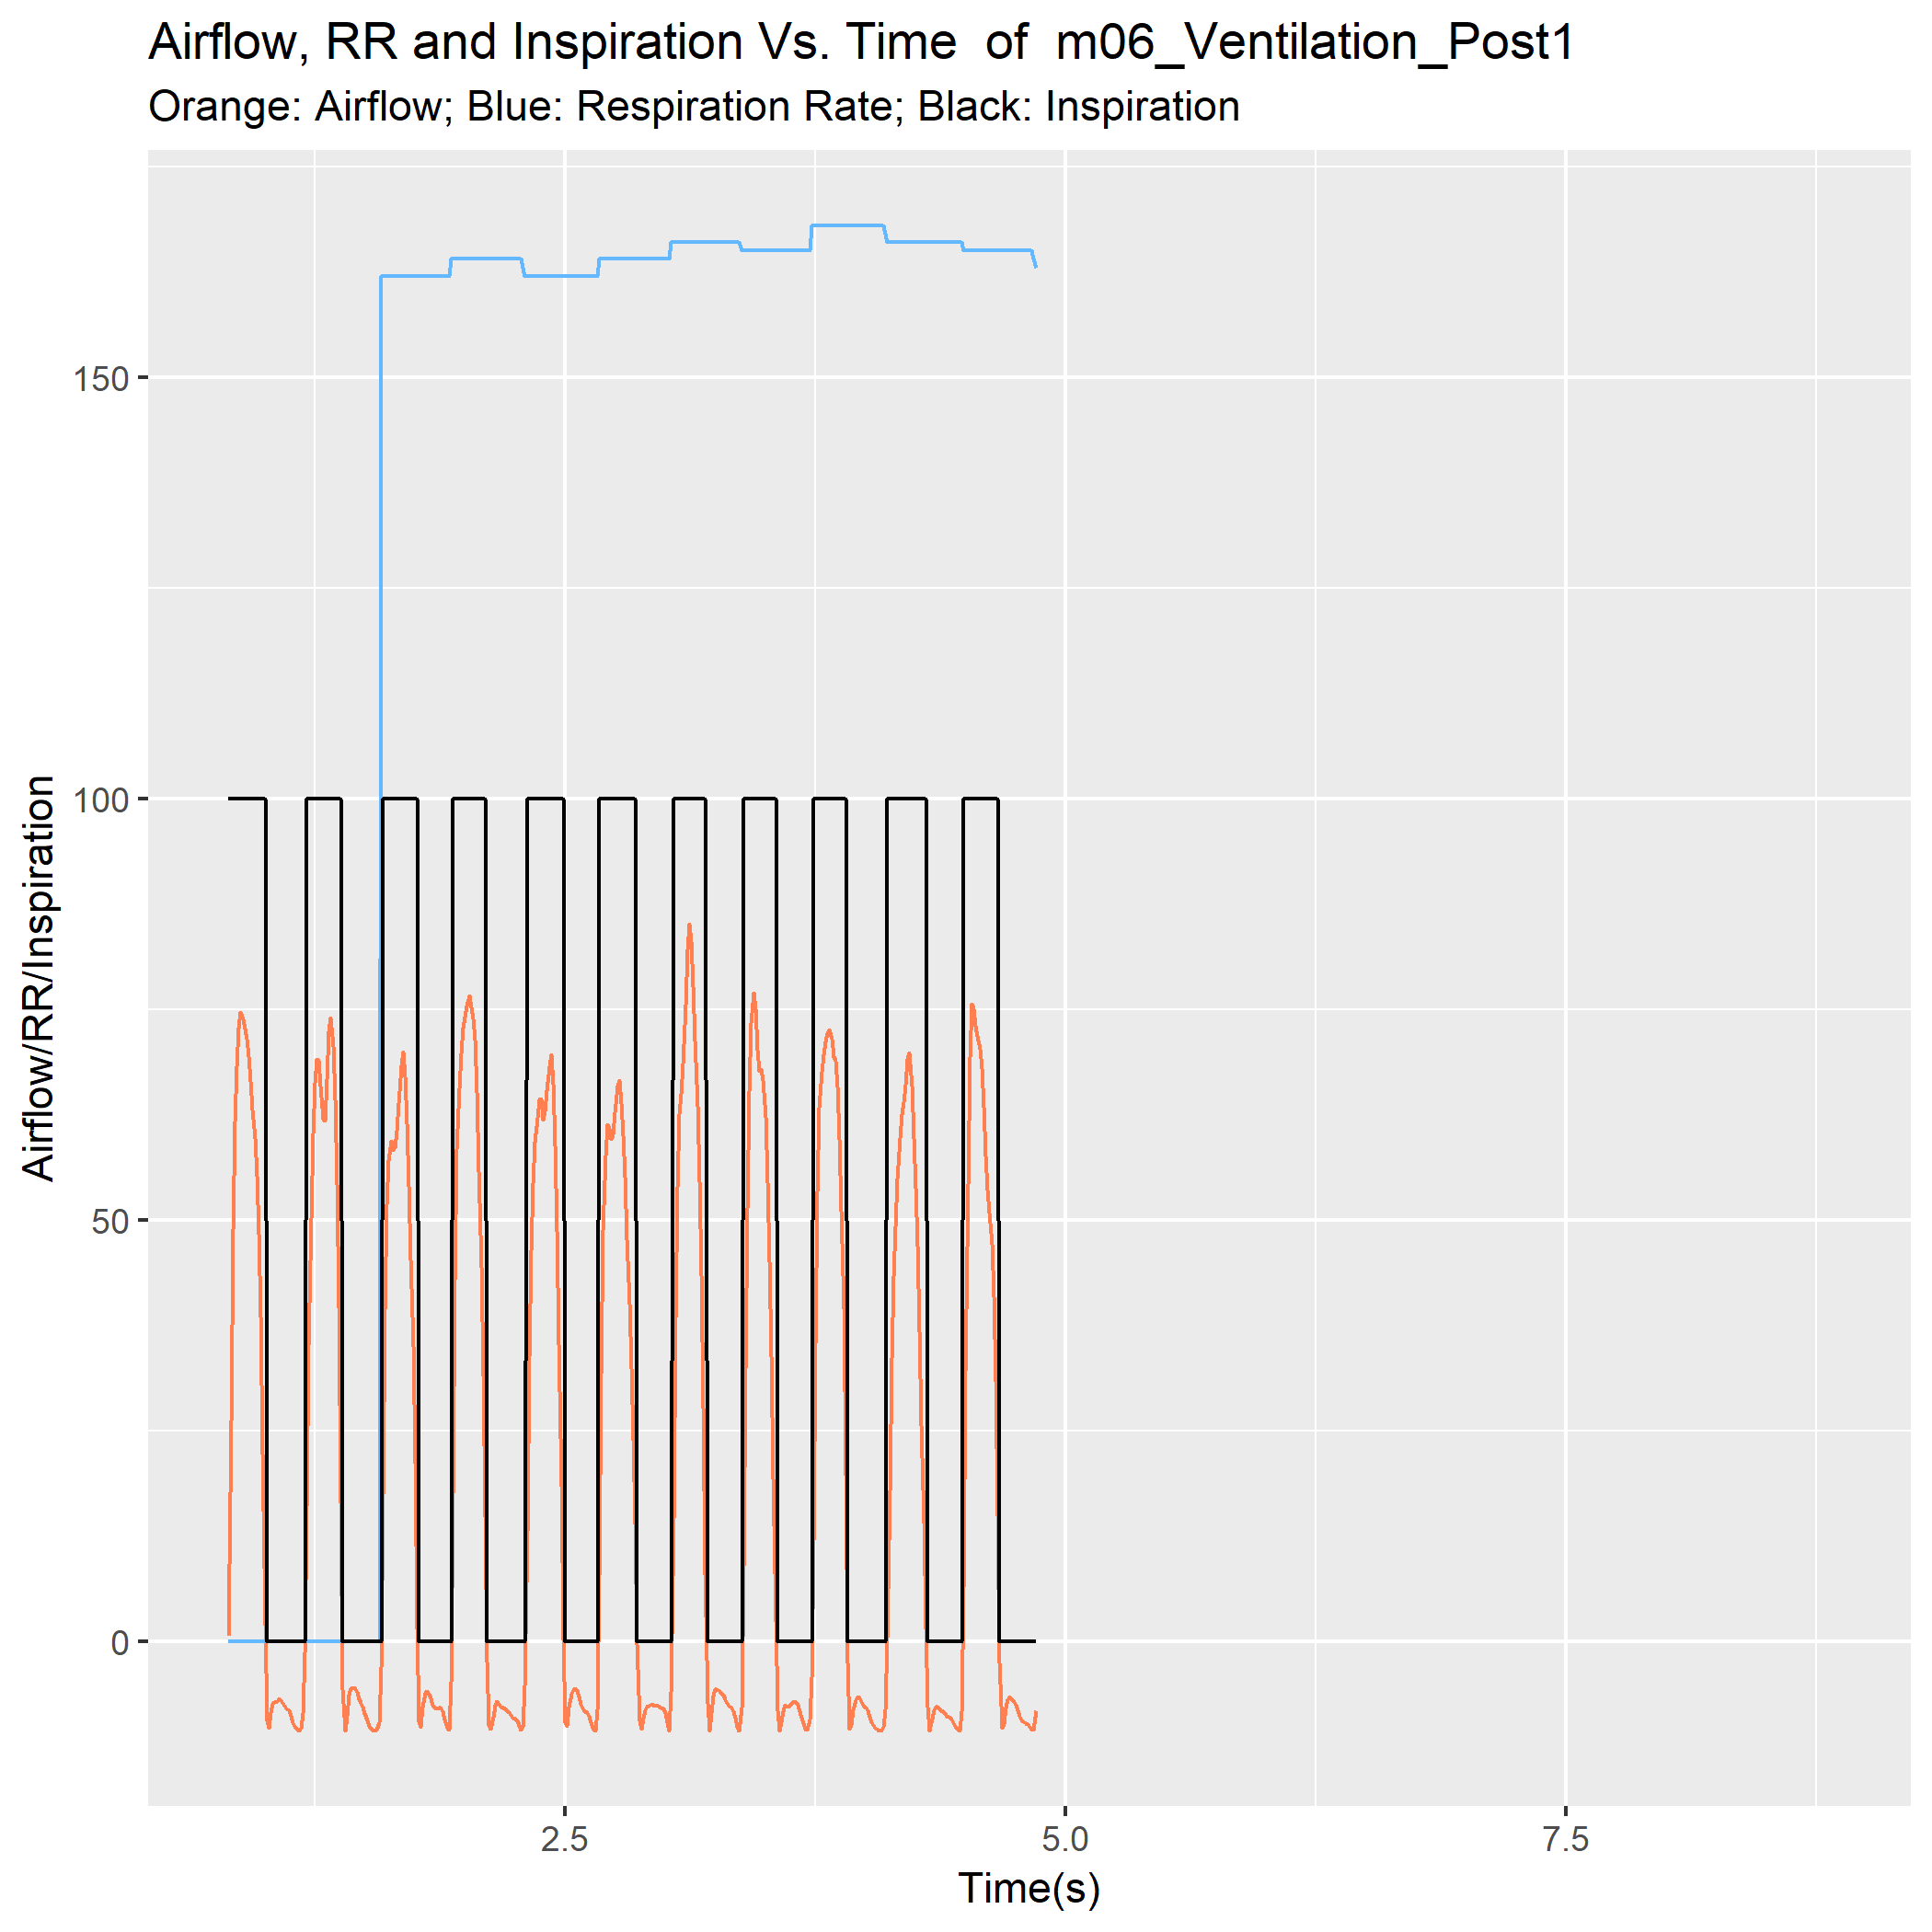 Airflow, RR and Inspiration Vs. Time  of  m06_Ventilation_Post1
Orange: Airflow; Blue: Respiration Rate; Black: Inspiration
Airflow/RR/Inspiration
150
100
50
0
2.5
5.0
7.5
Time(s)